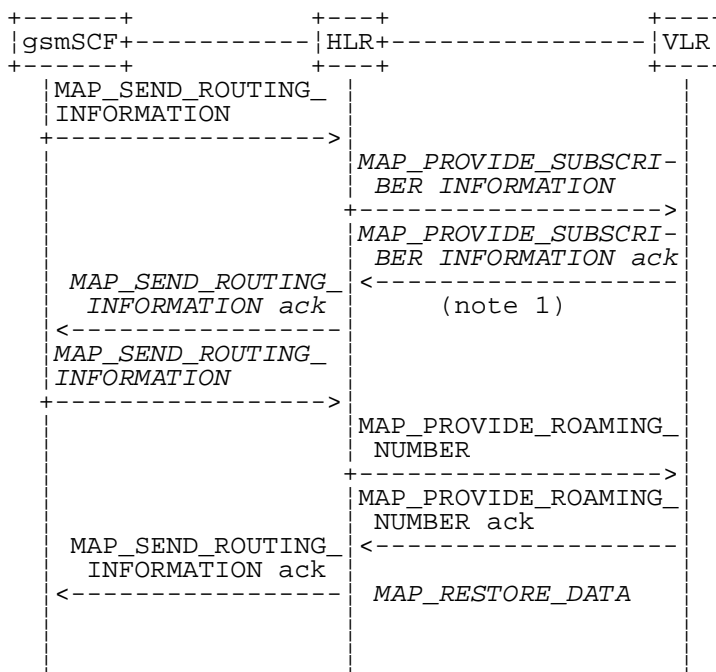 gsmSCF HLR VLR
MAP_SEND_ROUTING_
INFORMATION
MAP_PROVIDE_SUBSCRI-
BER INFORMATION
MAP_PROVIDE_SUBSCRI-
BER INFORMATION ack
MAP_SEND_ROUTING_
INFORMATION ack
(note 1)
MAP_SEND_ROUTING_
INFORMATION
MAP_PROVIDE_ROAMING_
NUMBER
MAP_PROVIDE_ROAMING_
NUMBER ack
MAP_SEND_ROUTING_
INFORMATION ack
MAP_RESTORE_DATA